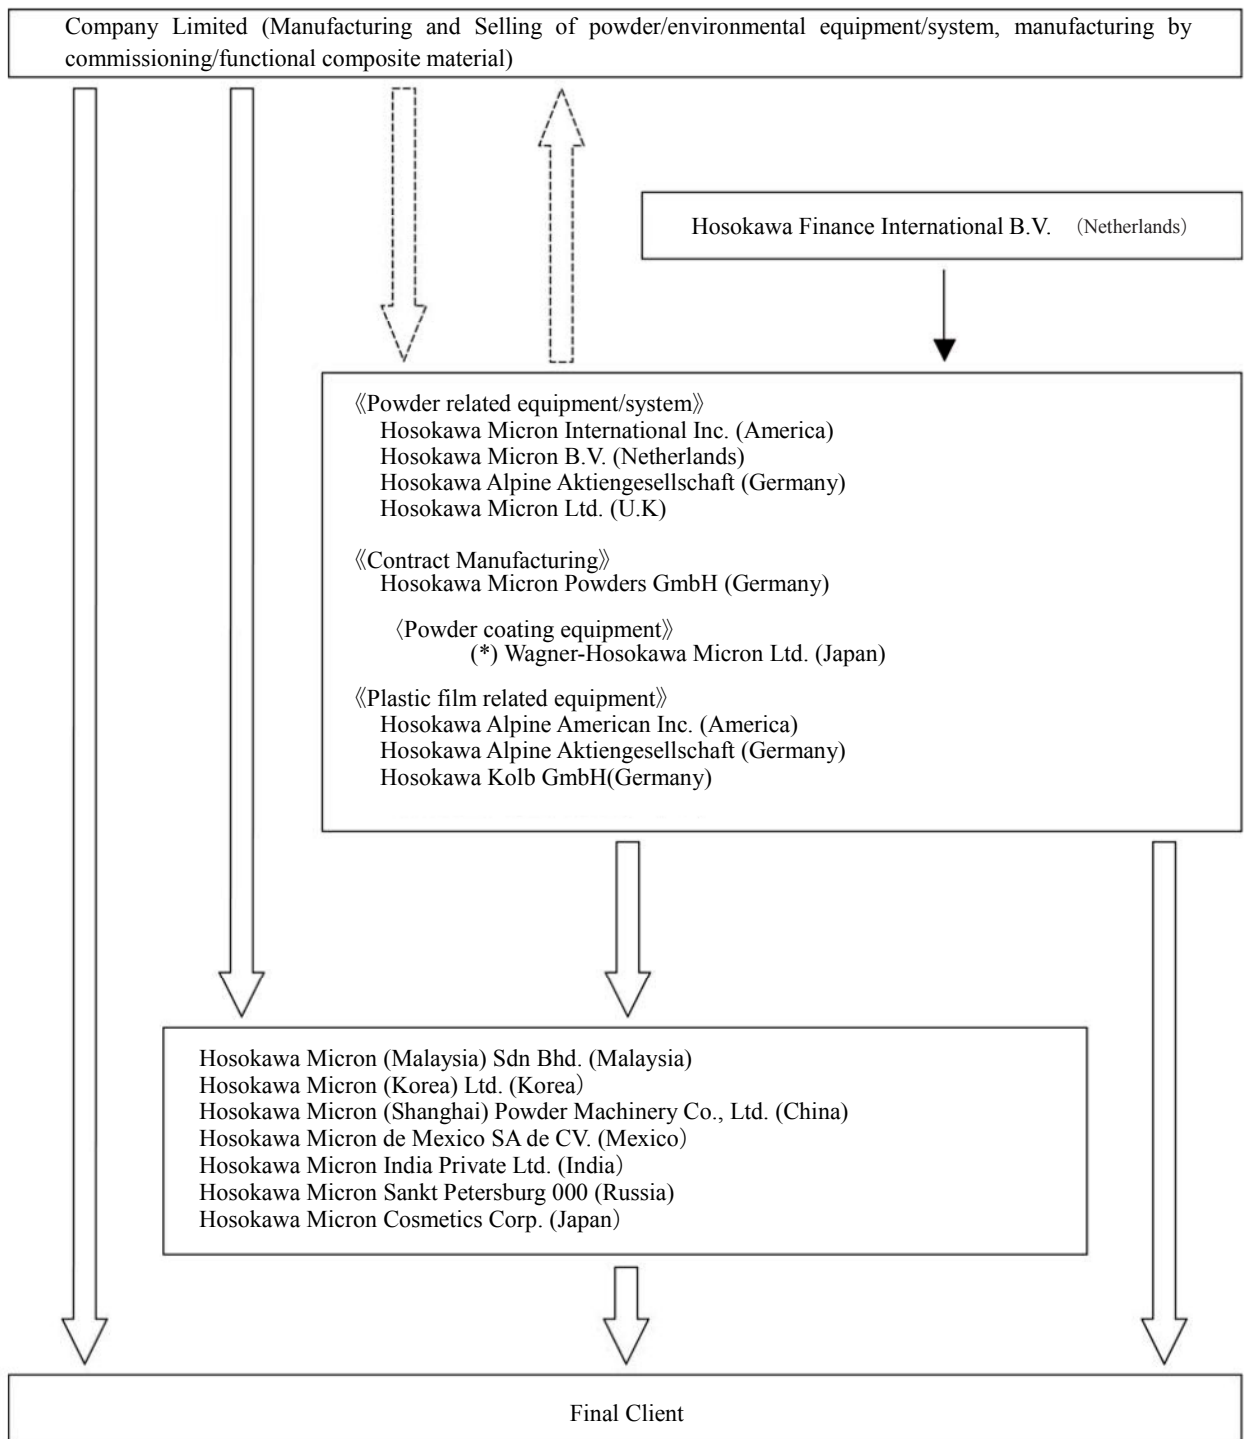 Company Limited (Manufacturing and Selling of powder/environmental equipment/system, manufacturing by
commissioning/functional composite material)
Hosokawa Finance International B.V. （Netherlands）
《Powder related equipment/system》
Hosokawa Micron International Inc. (America)
Hosokawa Micron B.V. (Netherlands)
Hosokawa Alpine Aktiengesellschaft (Germany)
Hosokawa Micron Ltd. (U.K)
《Contract Manufacturing》
Hosokawa Micron Powders GmbH (Germany)
〈Powder coating equipment》
(*) Wagner-Hosokawa Micron Ltd. (Japan)
《Plastic film related equipment》
Hosokawa Alpine American Inc. (America)
Hosokawa Alpine Aktiengesellschaft (Germany)
Hosokawa Kolb GmbH(Germany)
Hosokawa Micron (Malaysia) Sdn Bhd. (Malaysia)
Hosokawa Micron (Korea) Ltd. (Korea）
Hosokawa Micron (Shanghai) Powder Machinery Co., Ltd. (China)
Hosokawa Micron de Mexico SA de CV. (Mexico）
Hosokawa Micron India Private Ltd. (India）
Hosokawa Micron Sankt Petersburg 000 (Russia)
Hosokawa Micron Cosmetics Corp. (Japan）
Final Client